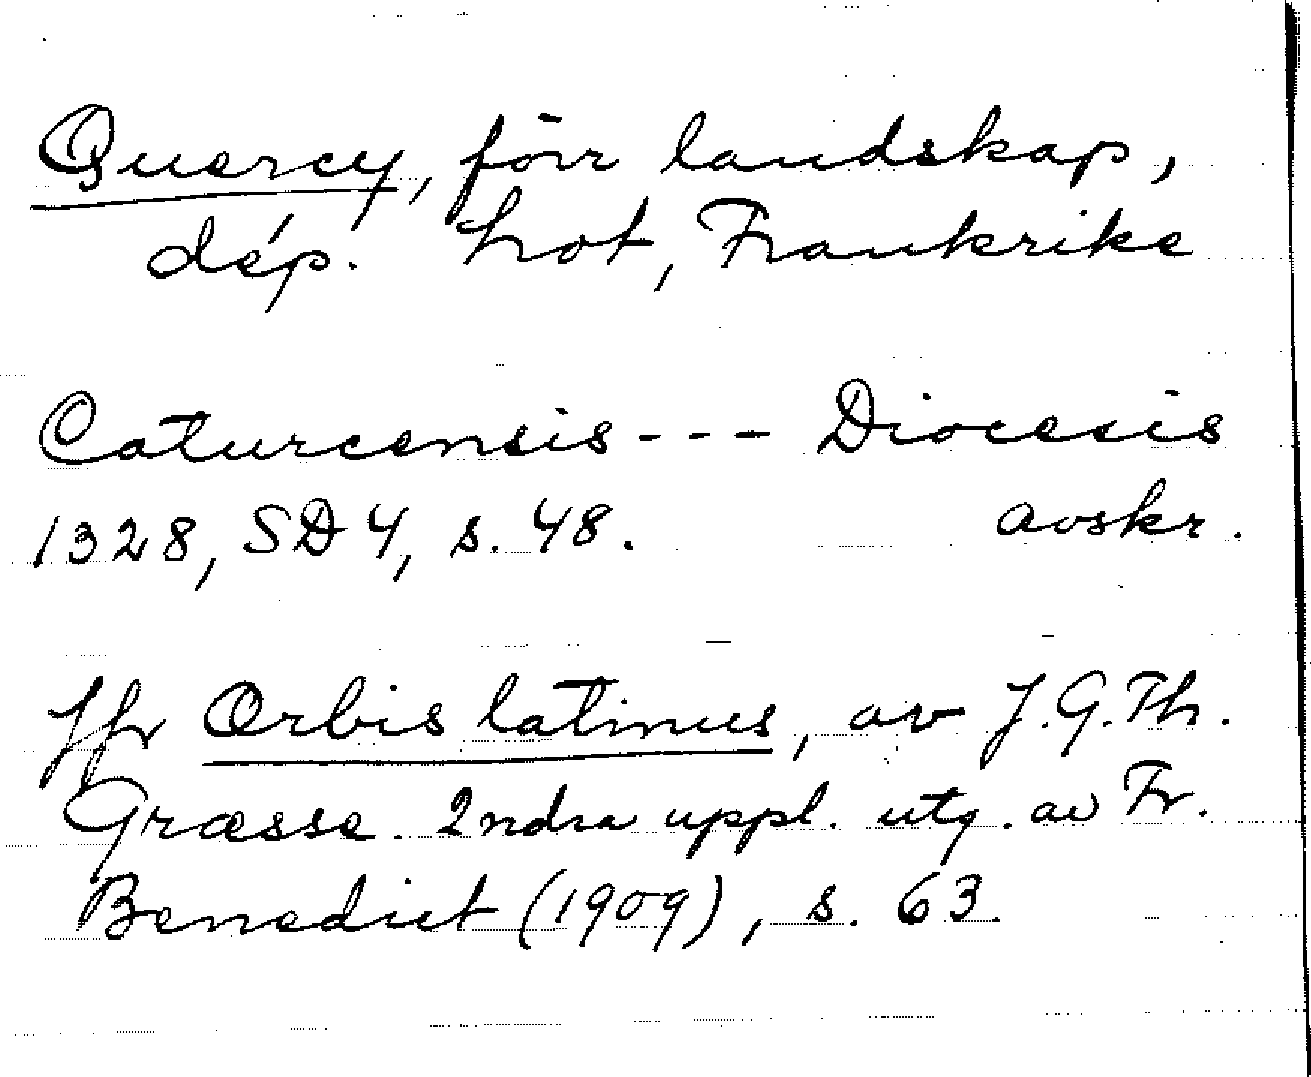 Quercy, förr landskap,
dép. Lot, Frankrike
Caturcensis --- Diocesis
1328, SD 4, s. 48. avskr.
Jfr Orbis latinus, av J.G.Th.
Græsse. 2ndra uppl. utg. av Fr.
Benedict (1909), s. 63.